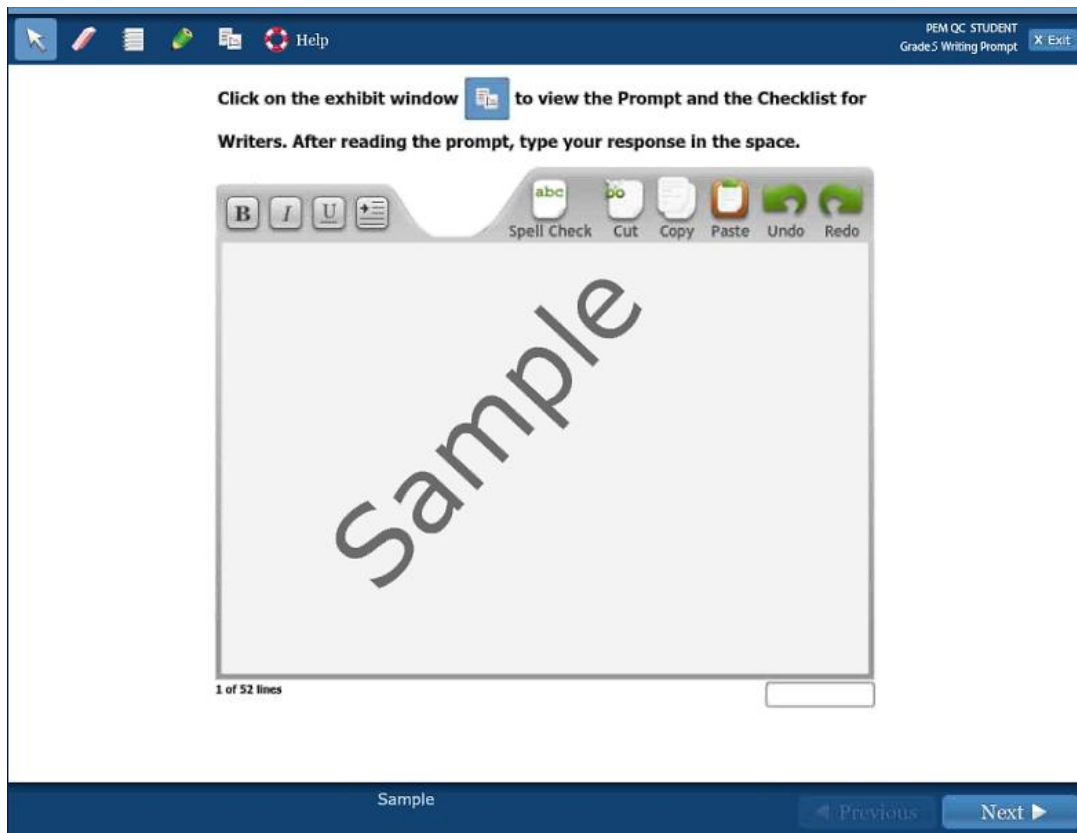 Help
PEM QC STUDENT
Grade 5 Writing Prompt
X Exit
Click on the exhibit window to view the Prompt and the Checklist for
Writers. After reading the prompt, type your response in the space.
B I U
abc
Spell Check Cut Copy Paste Undo Redo
Sample
1 of 52 lines
Sample
Previous Next